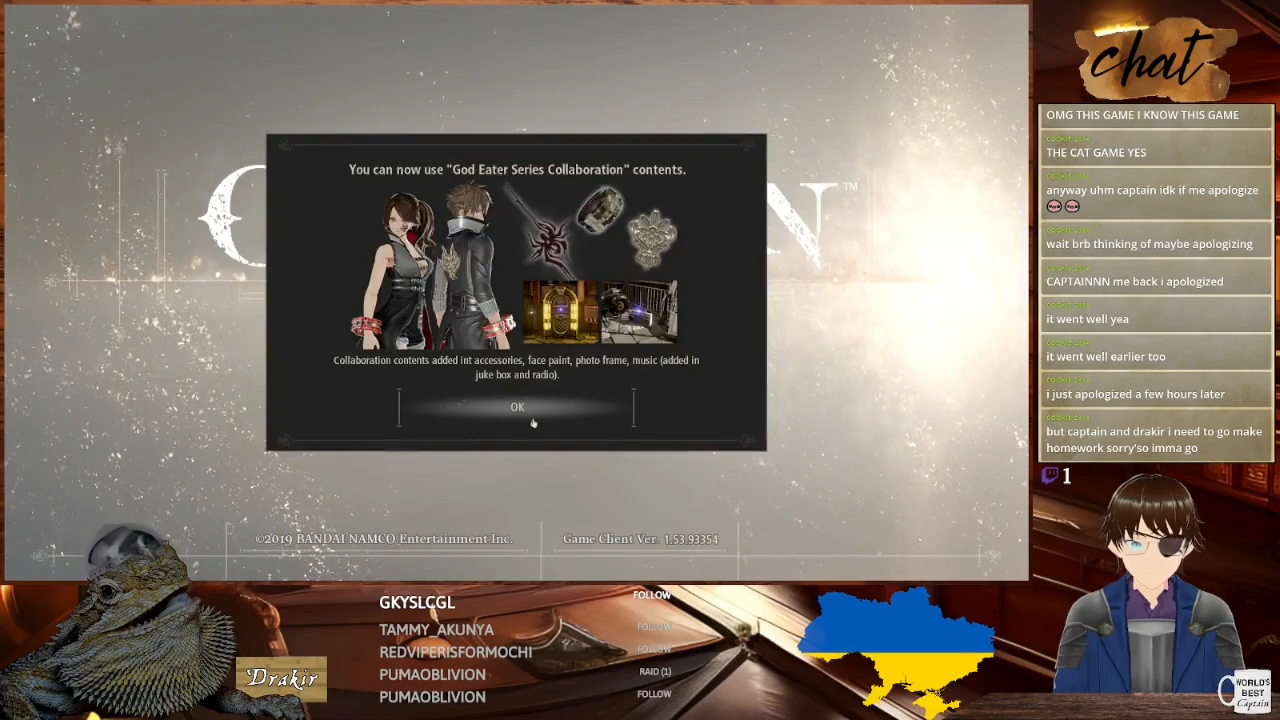 You can now use "God Eater Series Collaboration" contents.
Collaboration contents added int accessories, face paint, photo frame, music (added in
juke box and radio).
OK
C
N™
©2019 BANDAI NAMCO Entertainment Inc.
Game Client Ver. 1.53.93354
chat
OMG THIS GAME I KNOW THIS GAME
THE CAT GAME YES
anyway uhm captain idk if me apologize
wait brb thinking of maybe apologizing
CAPTAINNN me back i apologized
it went well yea
it went well earlier too
i just apologized a few hours later
but captain and drakir i need to go make
homework sorry'so imma go
1
Drakir
GKYSLCGL FOLLOW
TAMMY_AKUNYA FOLLOW
REDVIPERISFORMOCHI FOLLOW
PUMAOBLIVION RAID (1)
PUMAOBLIVION FOLLOW
WORLD'S
BEST
Captain